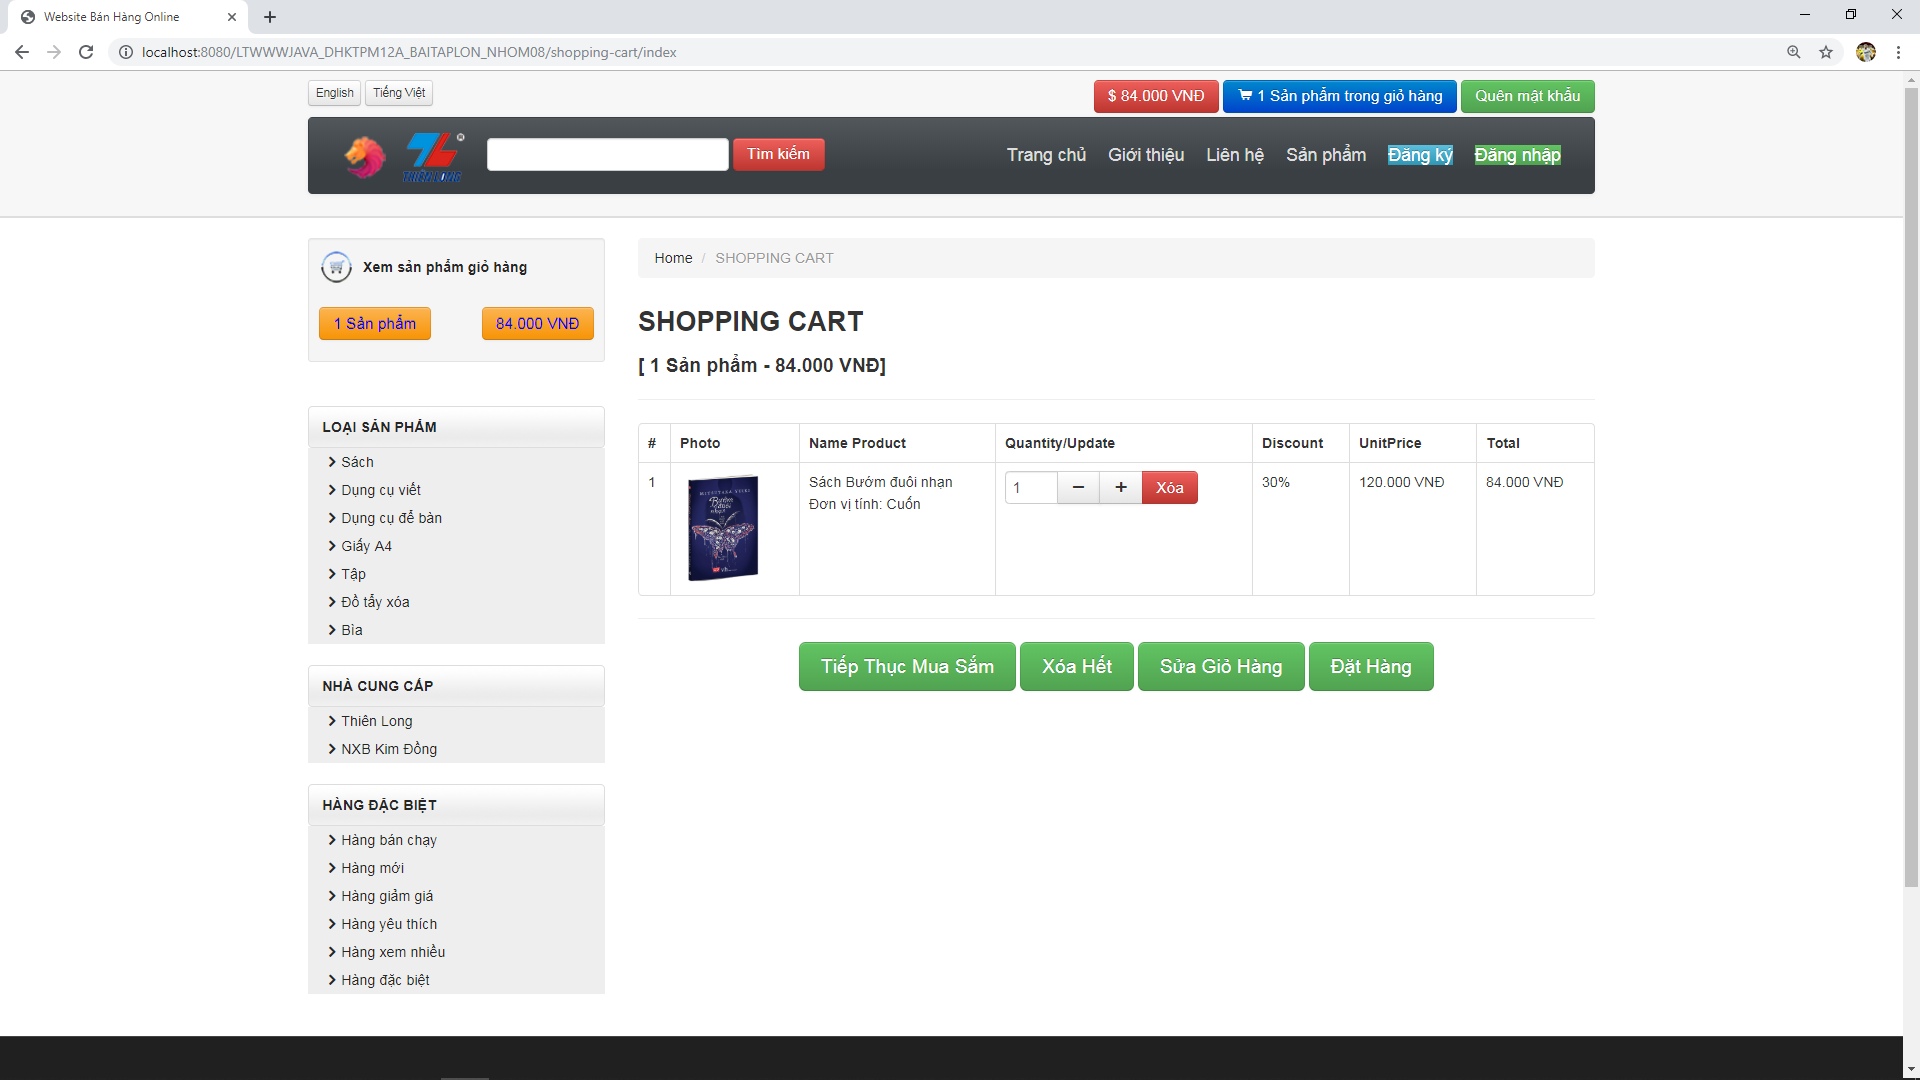 Website Bán Hàng Online
localhost:8080/LTWWWJAVA_DHKTPM12A_BAITAPLON_NHOM08/shopping-cart/index
English Tiếng Việt
$ 84.000 VNĐ 1 Sản phẩm trong giỏ hàng Quên mật khẩu
THIÊN LONG
Tìm kiếm
Trang chủ Giới thiệu Liên hệ Sản phẩm Đăng ký Đăng nhập
Xem sản phẩm giỏ hàng
1 Sản phẩm 84.000 VNĐ
LOẠI SẢN PHẨM
Sách
Dụng cụ viết
Dụng cụ để bàn
Giấy A4
Tập
Đồ tẩy xóa
Bìa
NHÀ CUNG CẤP
Thiên Long
NXB Kim Đồng
HÀNG ĐẶC BIỆT
Hàng bán chạy
Hàng mới
Hàng giảm giá
Hàng yêu thích
Hàng xem nhiều
Hàng đặc biệt
Home / SHOPPING CART
SHOPPING CART
[ 1 Sản phẩm - 84.000 VNĐ]
# Photo Name Product Quantity/Update Discount UnitPrice Total
1 Sách Bướm đuôi nhạn 1 − + Xóa 30% 120.000 VNĐ 84.000 VNĐ
Đơn vị tính: Cuốn
Bướm
đuôi
Tiếp Thục Mua Sắm Xóa Hết Sửa Giỏ Hàng Đặt Hàng